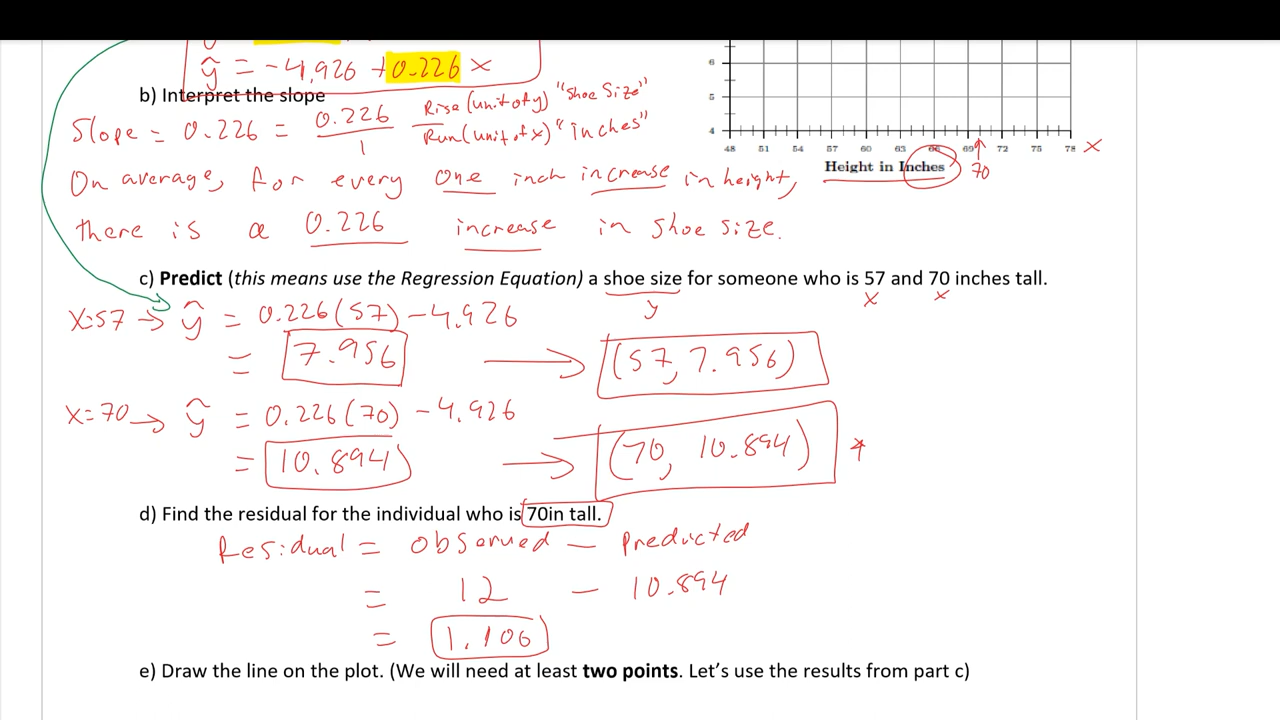 ŷ = -4.926 + 0.226 x
b) Interpret the slope
Slope = 0.226 = 0.226 / 1 Rise (unit of y) "Shoe Size" / Run (unit of x) "inches"
On average, for every one inch increase in height,
there is a 0.226 increase in shoe size.
6
5
4
48 51 54 57 60 63 66 69 72 75 78 x
Height in Inches
70
c) Predict (this means use the Regression Equation) a shoe size for someone who is 57 and 70 inches tall.
y x x
x=57 → ŷ = 0.226(57) - 4.926
= 7.956 → (57, 7.956)
x=70 → ŷ = 0.226(70) - 4.926
= 10.894 → (70, 10.894) *
d) Find the residual for the individual who is 70in tall.
Residual = Observed - Predicted
= 12 - 10.894
= 1.106
e) Draw the line on the plot. (We will need at least two points. Let's use the results from part c)